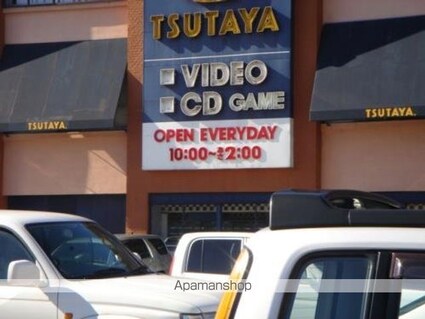 TSUTAYA
VIDEO
CD GAME
OPEN EVERYDAY
10:00~2:00
TSUTAYA
TSUTAYA
Apamanshop